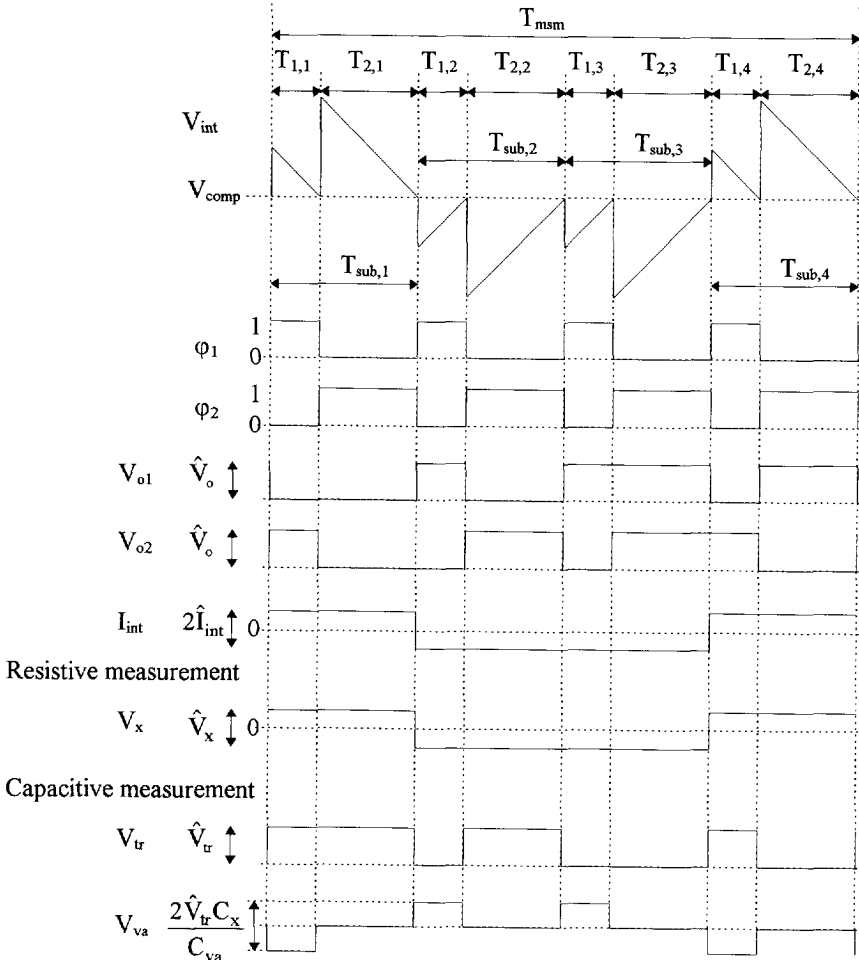 T_msm
T_1,1 T_2,1 T_1,2 T_2,2 T_1,3 T_2,3 T_1,4 T_2,4
V_int
T_sub,2 T_sub,3
V_comp
T_sub,1 T_sub,4
1
φ_1 0
1
φ_2 0
V_o1 V̂_o
V_o2 V̂_o
I_int 2Î_int 0
Resistive measurement
V_x V̂_x 0
Capacitive measurement
V_tr V̂_tr
V_va 2V̂_tr C_x
C_va